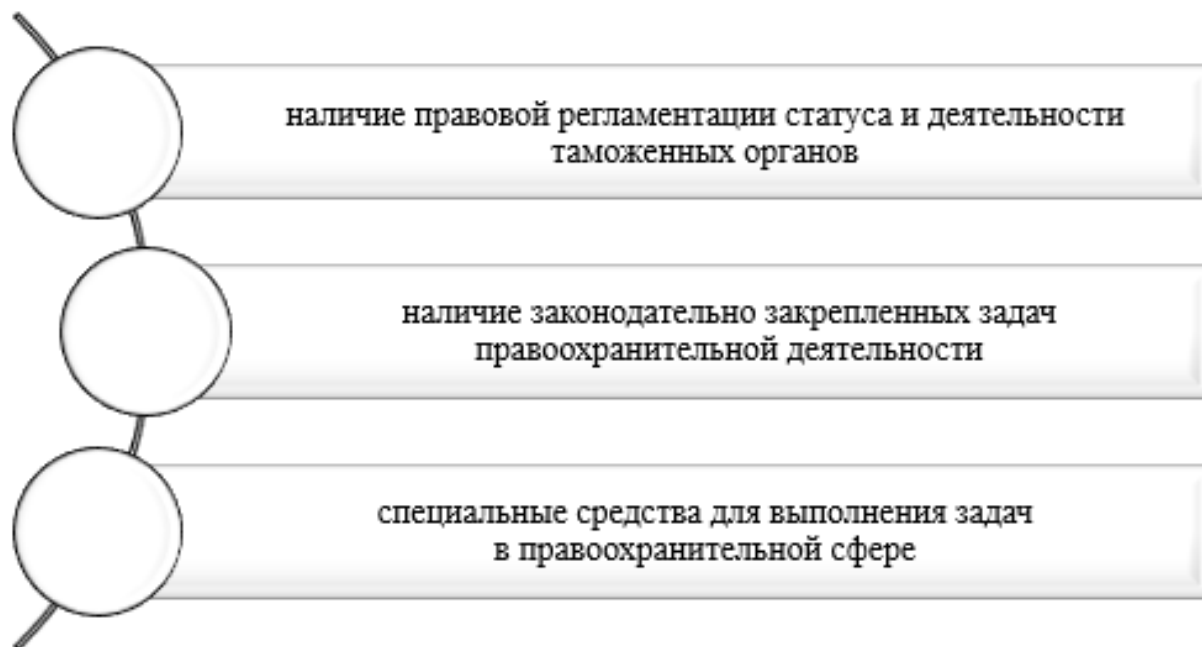 наличие правовой регламентации статуса и деятельности
таможенных органов
наличие законодательно закрепленных задач
правоохранительной деятельности
специальные средства для выполнения задач
в правоохранительной сфере